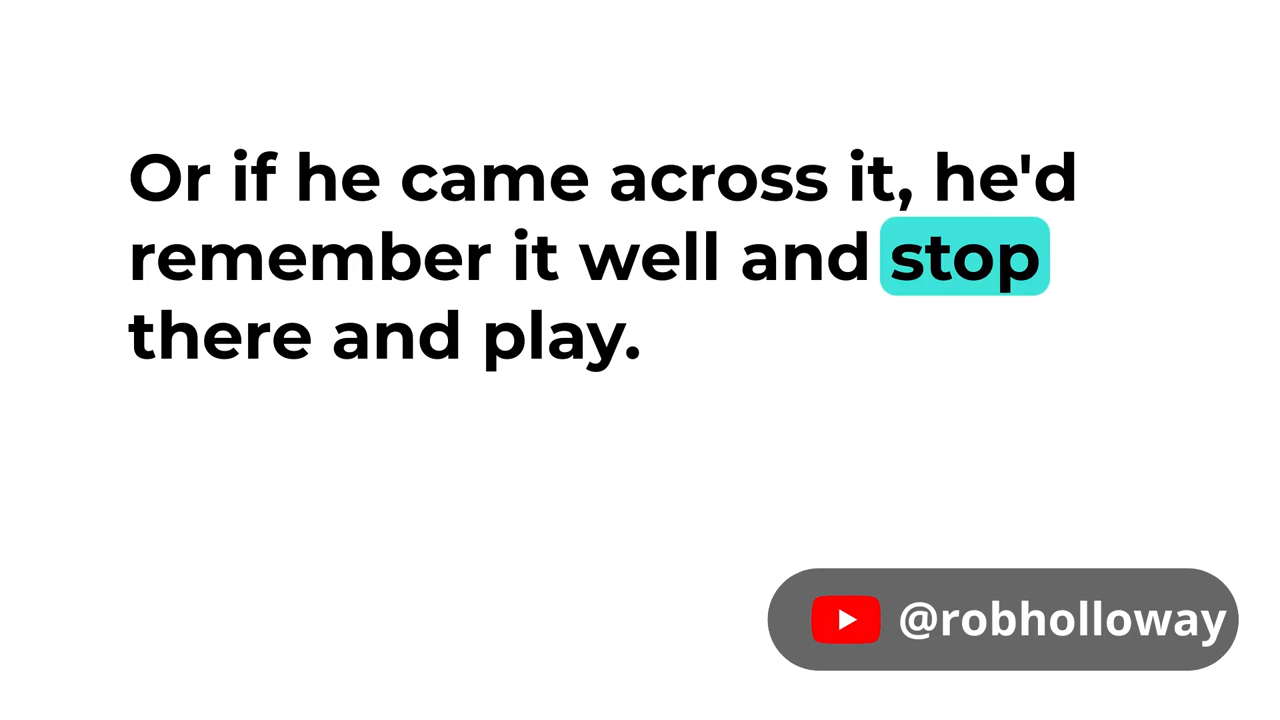 Or if he came across it, he'd
remember it well and stop
there and play.
@robholloway